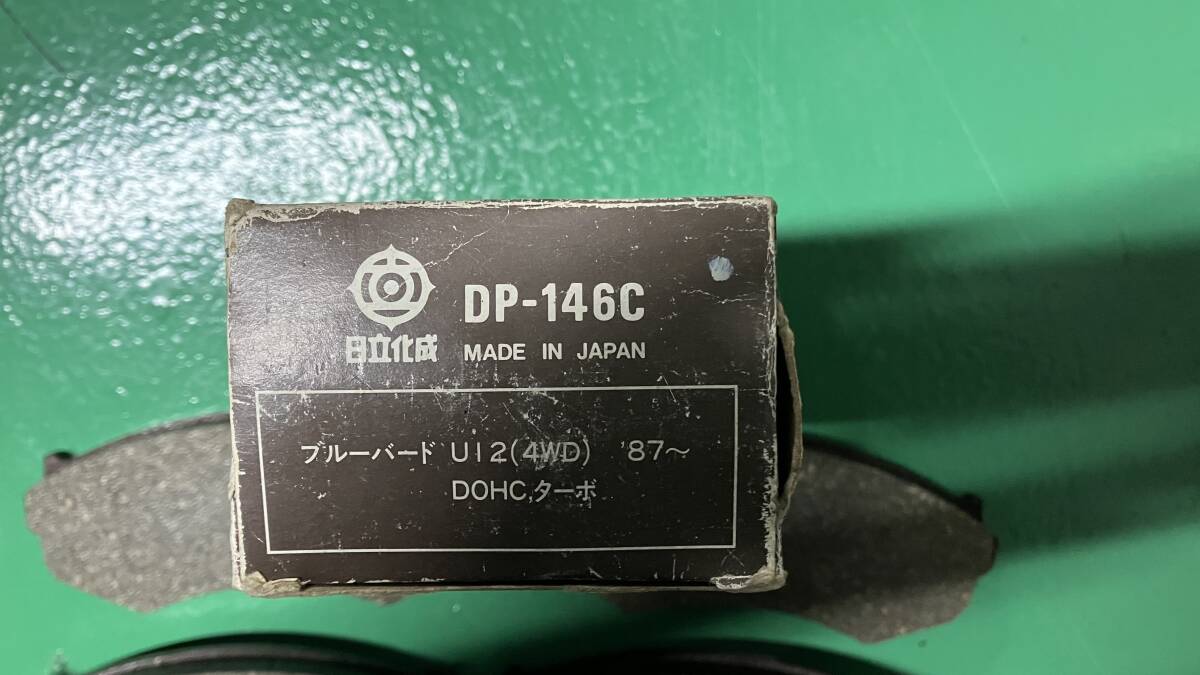 DP-146C
日立化成 MADE IN JAPAN
ブルーバード U12(4WD) '87~
DOHC,ターボ